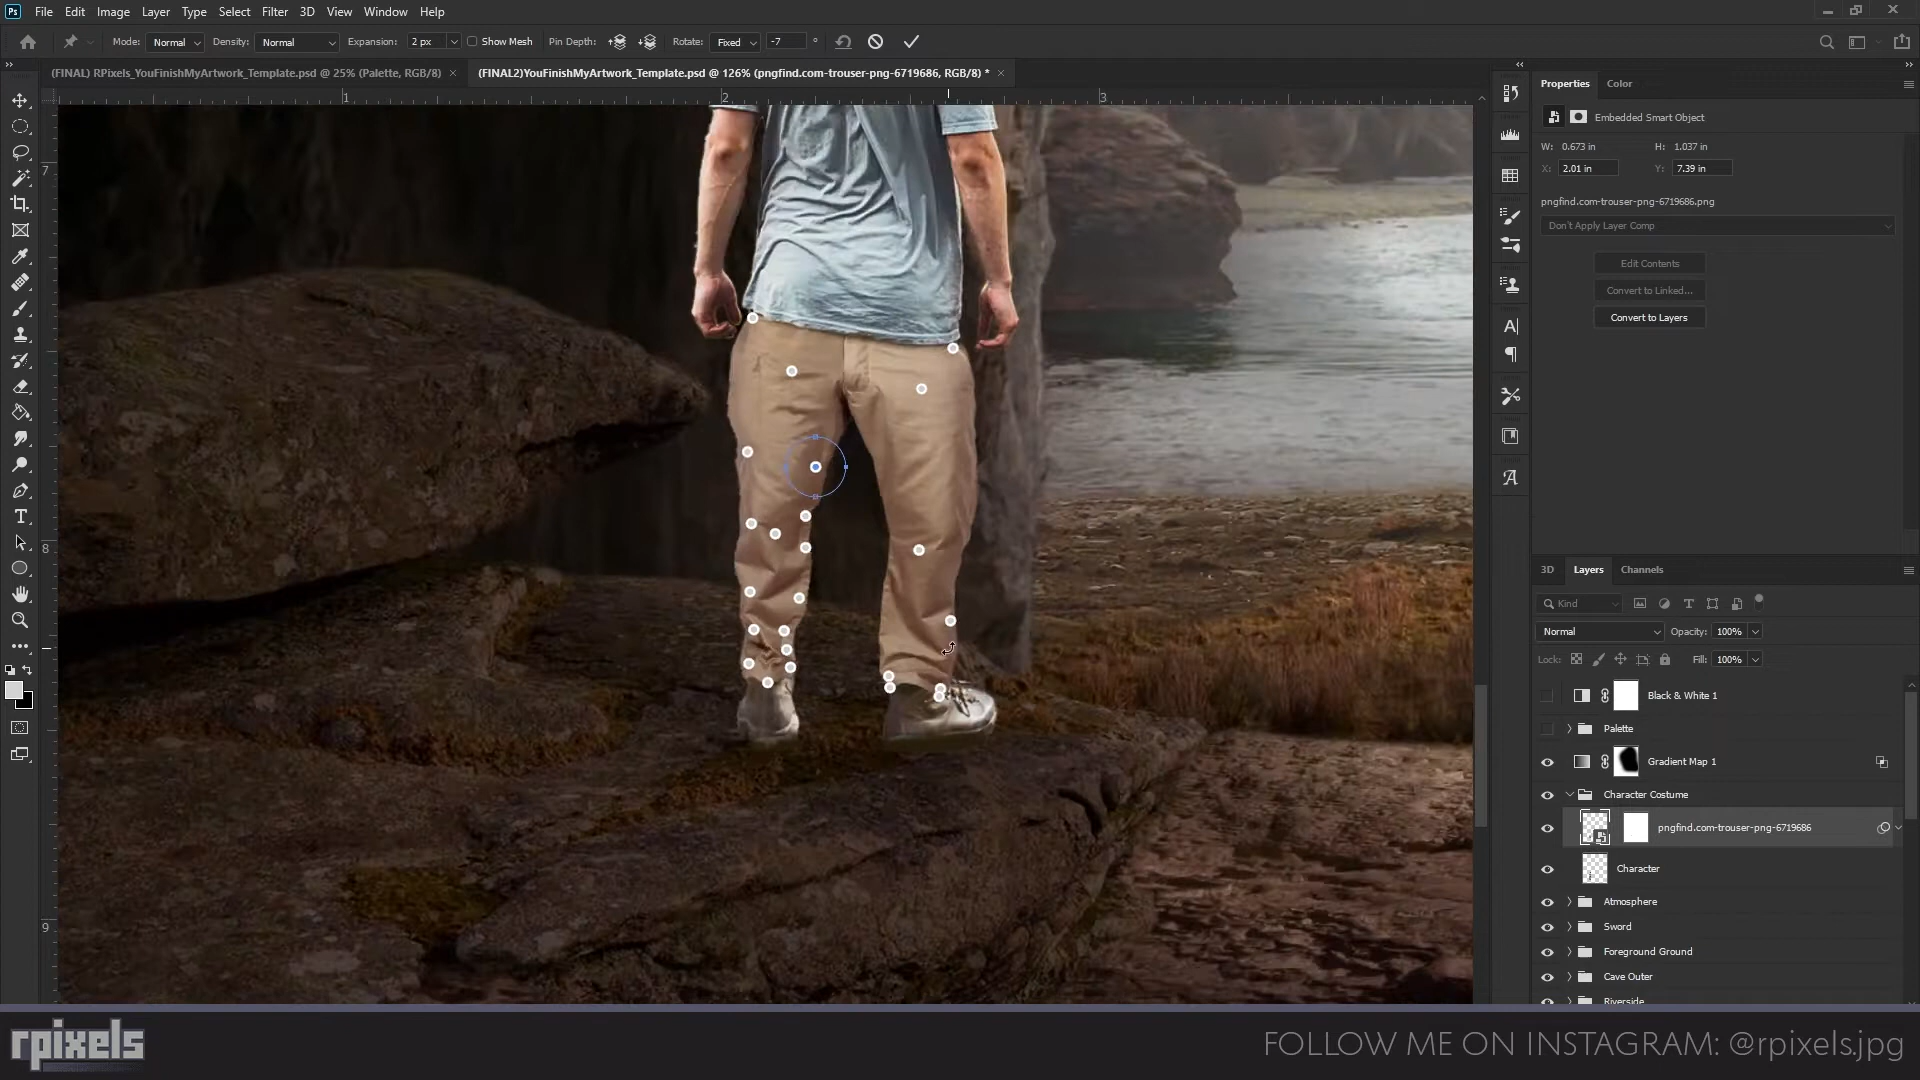 Ps File Edit Image Layer Type Select Filter 3D View Window Help
Mode: Normal Density: Normal Expansion: 2 px Show Mesh Pin Depth: Rotate: Fixed -7 °
(FINAL) RPixels_YouFinishMyArtwork_Template.psd @ 25% (Palette, RGB/8) ×
(FINAL2)YouFinishMyArtwork_Template.psd @ 126% (pngfind.com-trouser-png-6719686, RGB/8) * ×
1 2 3
7
8
9
Properties Color
Embedded Smart Object
W: 0.673 in H: 1.037 in
X: 2.01 in Y: 7.39 in
pngfind.com-trouser-png-6719686.png
Don't Apply Layer Comp
Edit Contents
Convert to Linked...
Convert to Layers
3D Layers Channels
Kind
Normal Opacity: 100%
Lock: Fill: 100%
Black & White 1
Palette
Gradient Map 1
Character Costume
pngfind.com-trouser-png-6719686
Character
Atmosphere
Sword
Foreground Ground
Cave Outer
Riverside
rpixels
FOLLOW ME ON INSTAGRAM: @rpixels.jpg